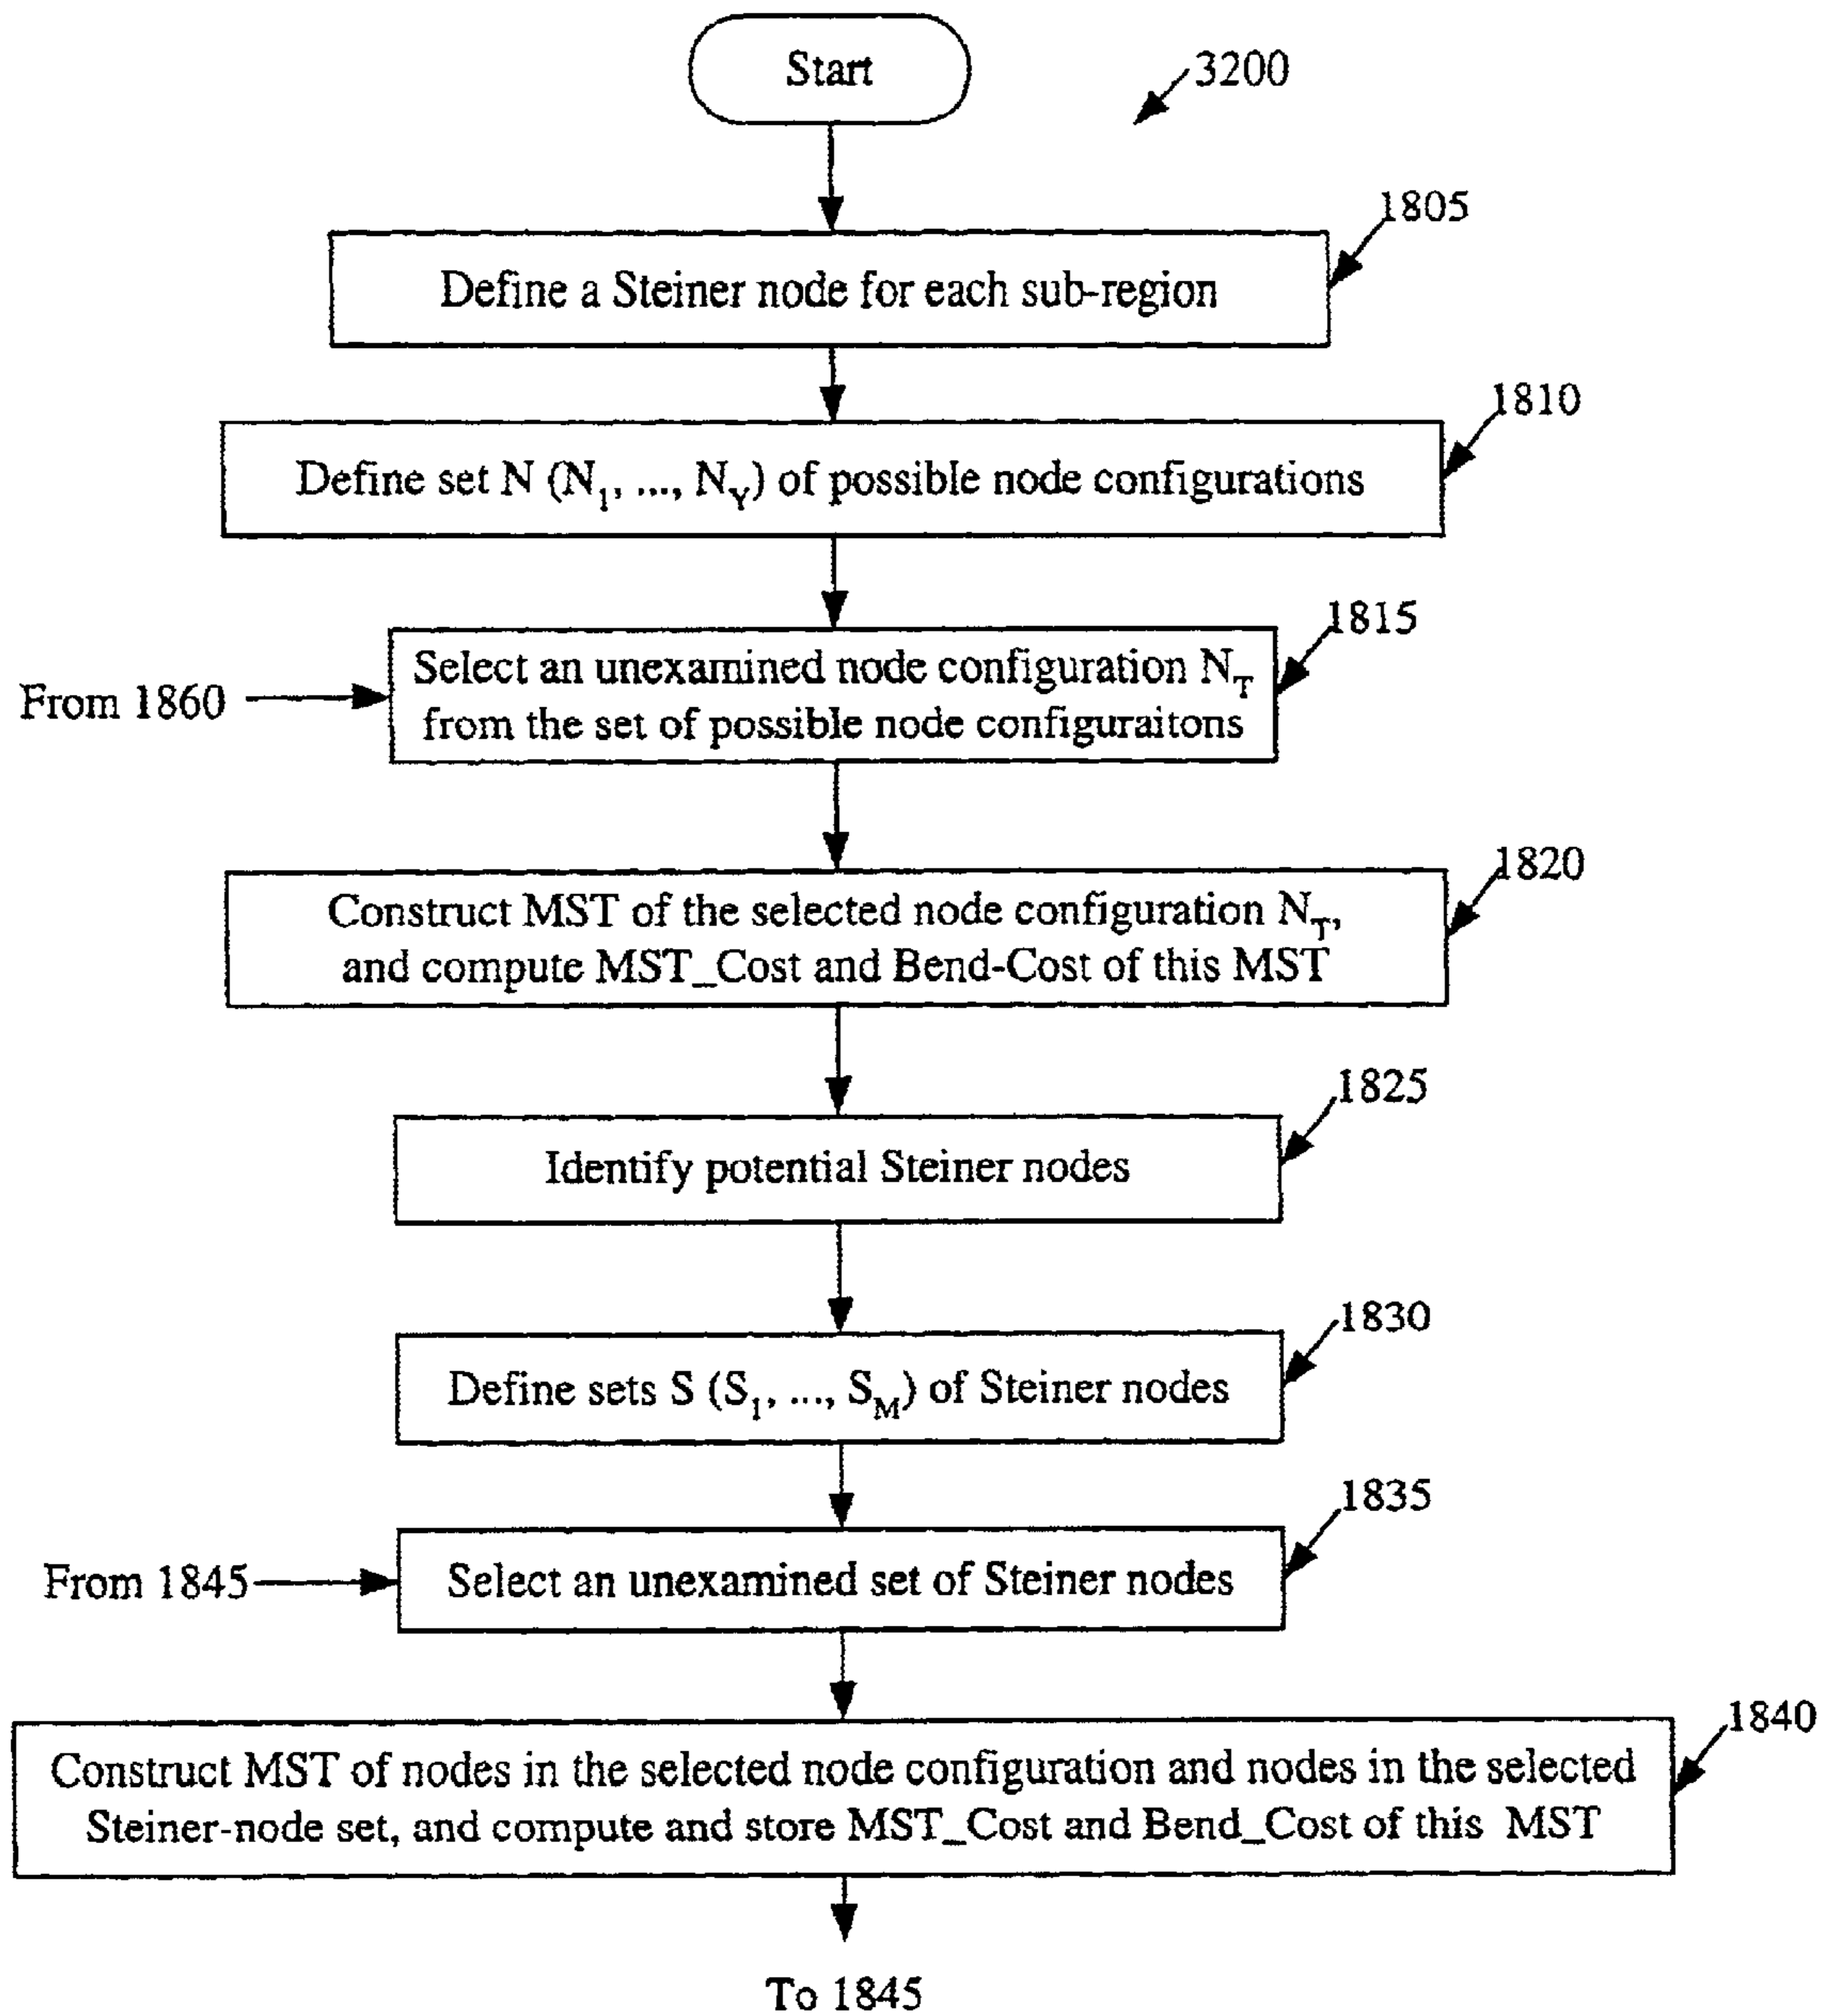 Start
3200
1805
Define a Steiner node for each sub-region
1810
Define set N (N₁, ..., N_Y) of possible node configurations
1815
Select an unexamined node configuration N_T
from the set of possible node configuraitons
From 1860
1820
Construct MST of the selected node configuration N_T,
and compute MST_Cost and Bend-Cost of this MST
1825
Identify potential Steiner nodes
1830
Define sets S (S₁, ..., S_M) of Steiner nodes
1835
From 1845
Select an unexamined set of Steiner nodes
1840
Construct MST of nodes in the selected node configuration and nodes in the selected
Steiner-node set, and compute and store MST_Cost and Bend_Cost of this MST
To 1845